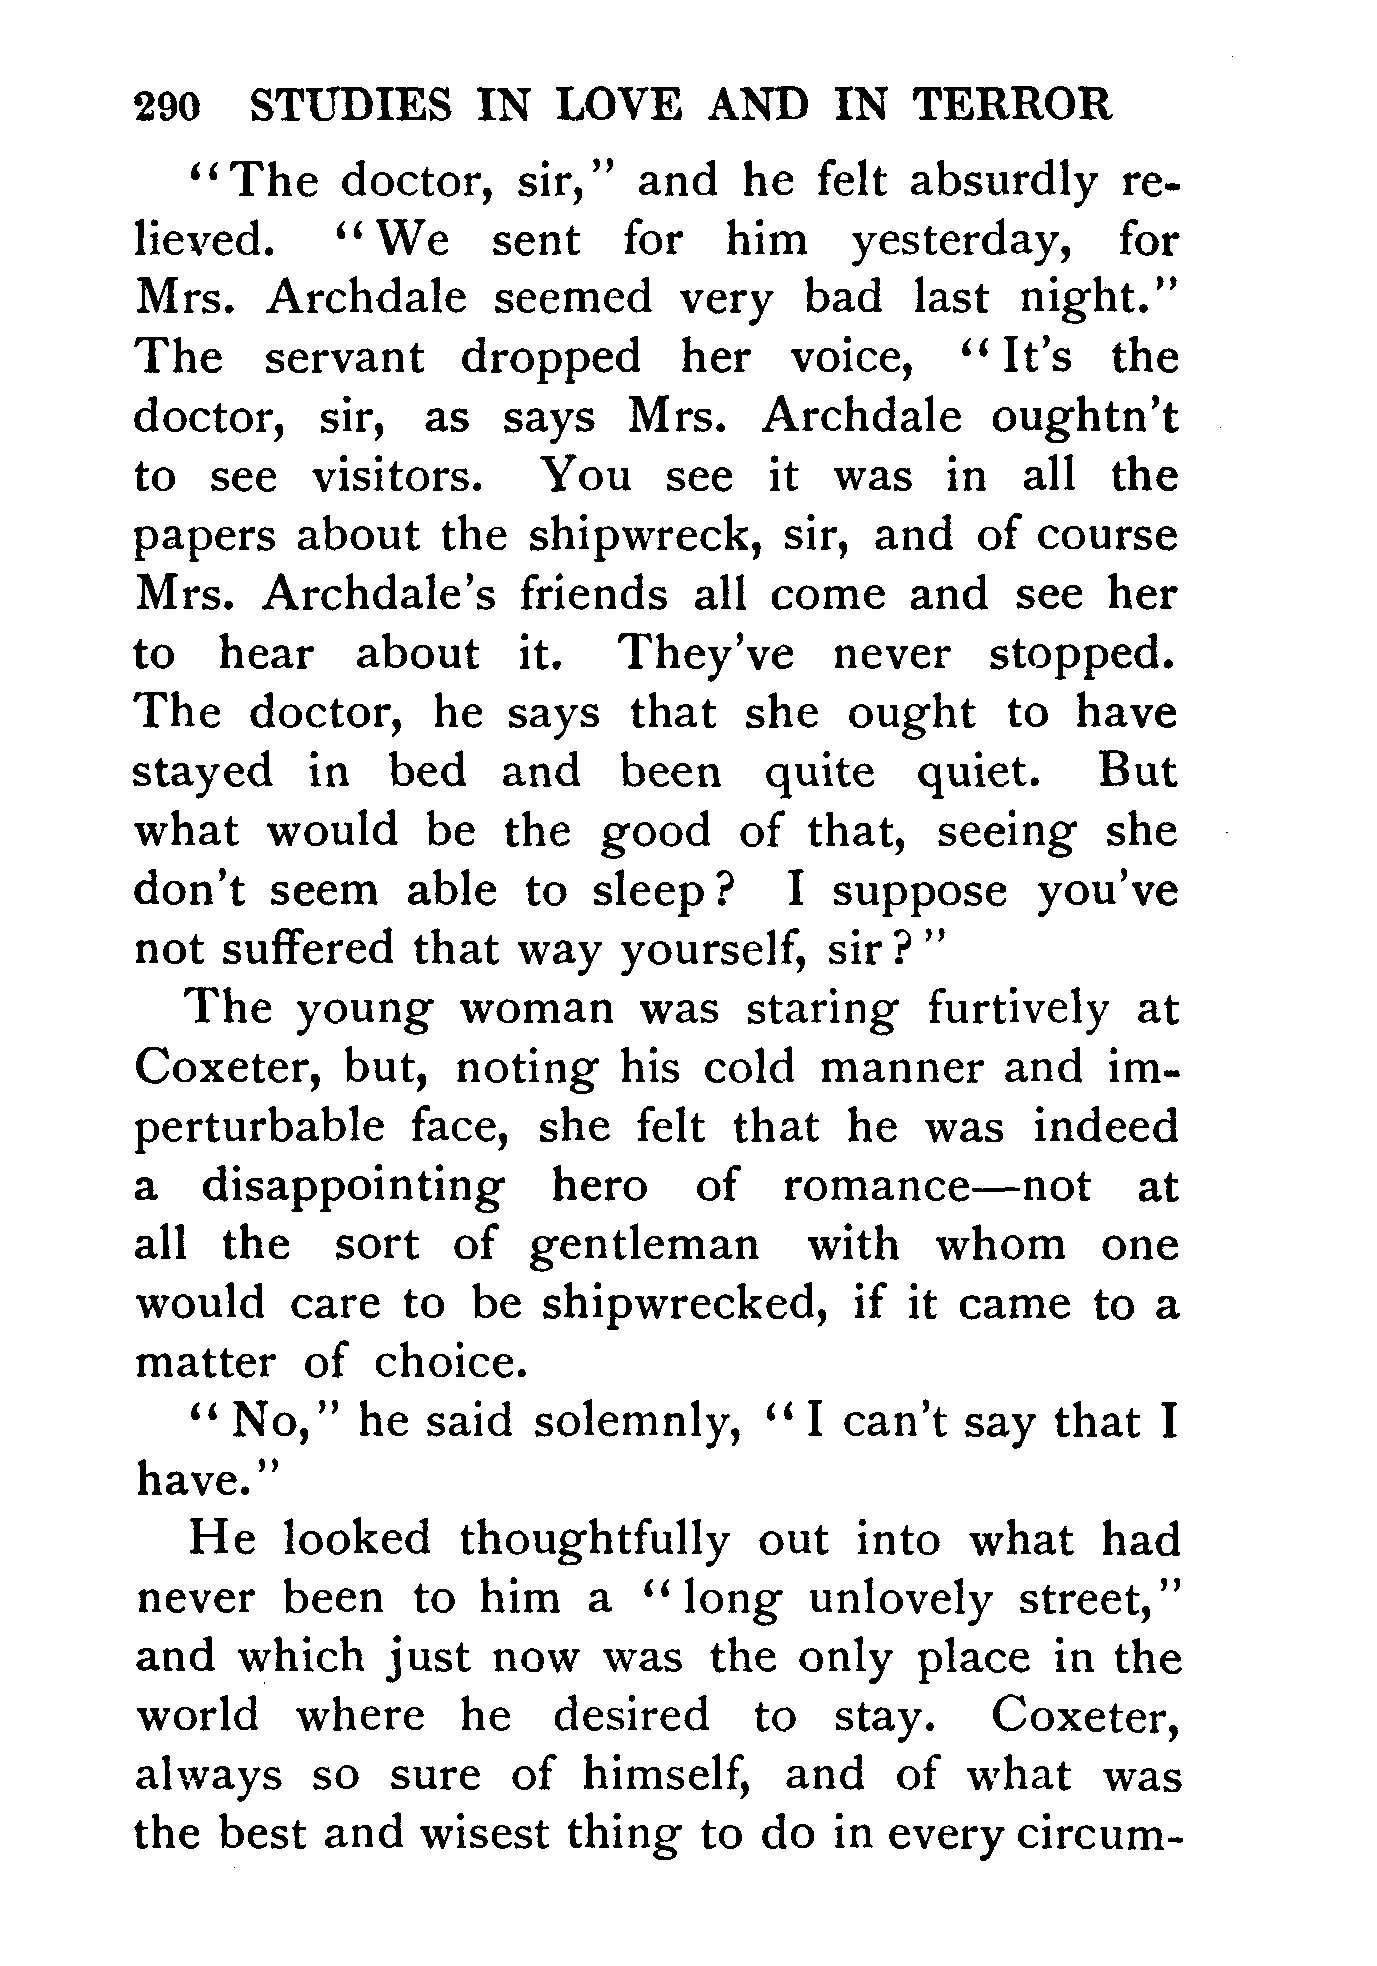 290 STUDIES IN LOVE AND IN TERROR
"The doctor, sir," and he felt absurdly re-
lieved. "We sent for him yesterday, for
Mrs. Archdale seemed very bad last night."
The servant dropped her voice, "It's the
doctor, sir, as says Mrs. Archdale oughtn't
to see visitors. You see it was in all the
papers about the shipwreck, sir, and of course
Mrs. Archdale's friends all come and see her
to hear about it. They've never stopped.
The doctor, he says that she ought to have
stayed in bed and been quite quiet. But
what would be the good of that, seeing she
don't seem able to sleep? I suppose you've
not suffered that way yourself, sir?"
The young woman was staring furtively at
Coxeter, but, noting his cold manner and im-
perturbable face, she felt that he was indeed
a disappointing hero of romance—not at
all the sort of gentleman with whom one
would care to be shipwrecked, if it came to a
matter of choice.
"No," he said solemnly, "I can't say that I
have."
He looked thoughtfully out into what had
never been to him a "long unlovely street,"
and which just now was the only place in the
world where he desired to stay. Coxeter,
always so sure of himself, and of what was
the best and wisest thing to do in every circum-